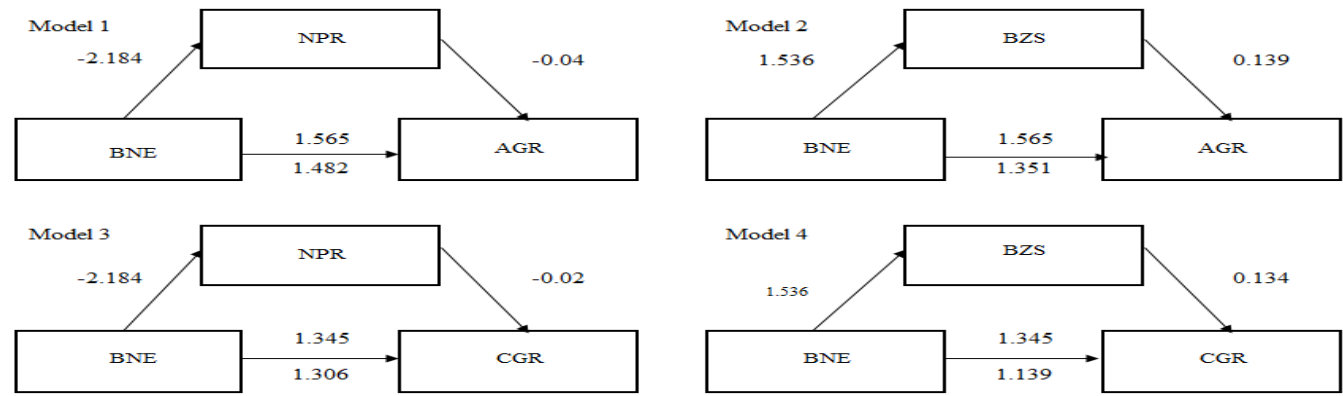 Model 1
NPR
-2.184
-0.04
BNE
1.565
1.482
AGR
Model 2
BZS
1.536
0.139
BNE
1.565
1.351
AGR
Model 3
NPR
-2.184
-0.02
BNE
1.345
1.306
CGR
Model 4
BZS
1.536
0.134
BNE
1.345
1.139
CGR